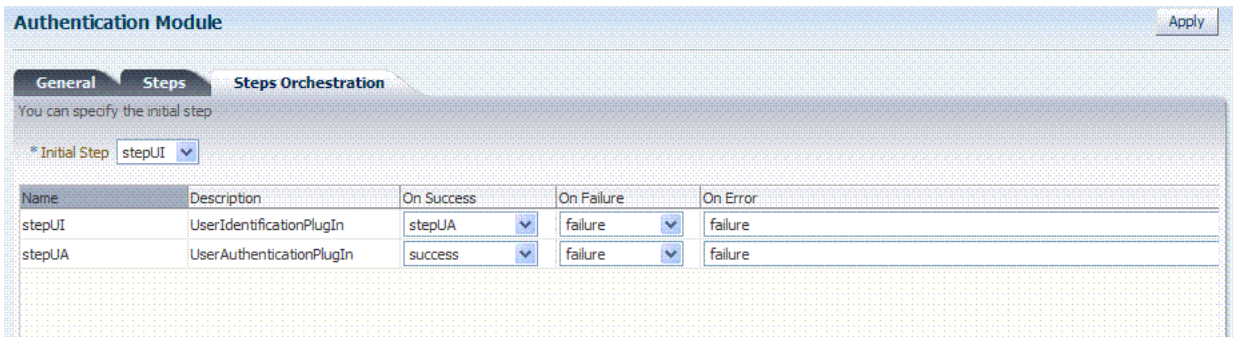 Authentication Module
Apply
General Steps Steps Orchestration
You can specify the initial step
* Initial Step stepUI
Name Description On Success On Failure On Error
stepUI UserIdentificationPlugIn stepUA failure failure
stepUA UserAuthenticationPlugIn success failure failure